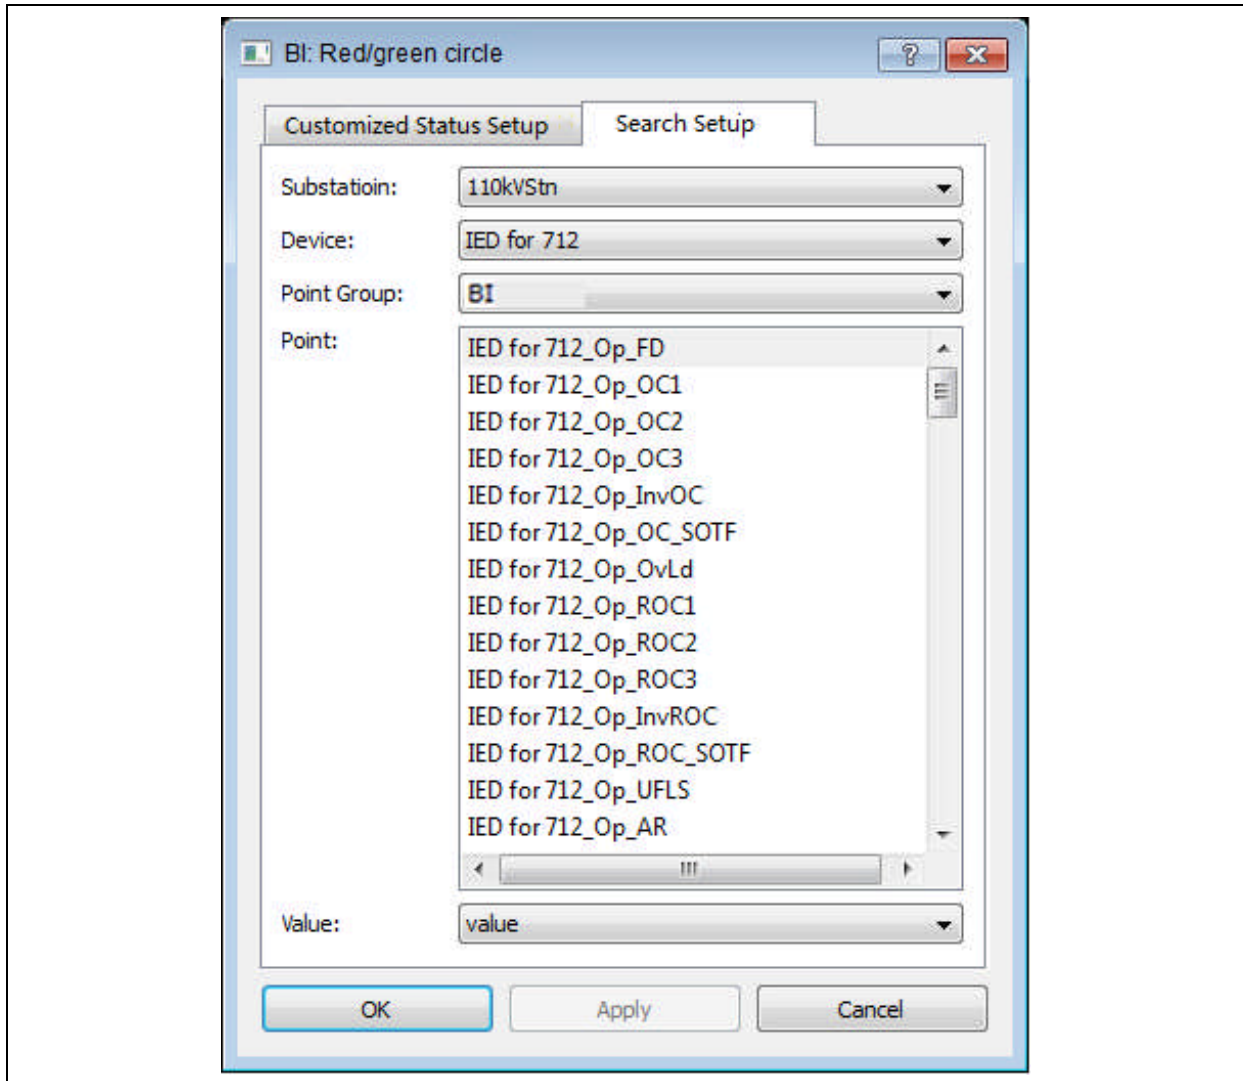 BI: Red/green circle
Customized Status Setup Search Setup
Substatioin: 110kVStn
Device: IED for 712
Point Group: BI
Point: IED for 712_Op_FD
IED for 712_Op_OC1
IED for 712_Op_OC2
IED for 712_Op_OC3
IED for 712_Op_InvOC
IED for 712_Op_OC_SOTF
IED for 712_Op_OvLd
IED for 712_Op_ROC1
IED for 712_Op_ROC2
IED for 712_Op_ROC3
IED for 712_Op_InvROC
IED for 712_Op_ROC_SOTF
IED for 712_Op_UFLS
IED for 712_Op_AR
Value: value
OK Apply Cancel